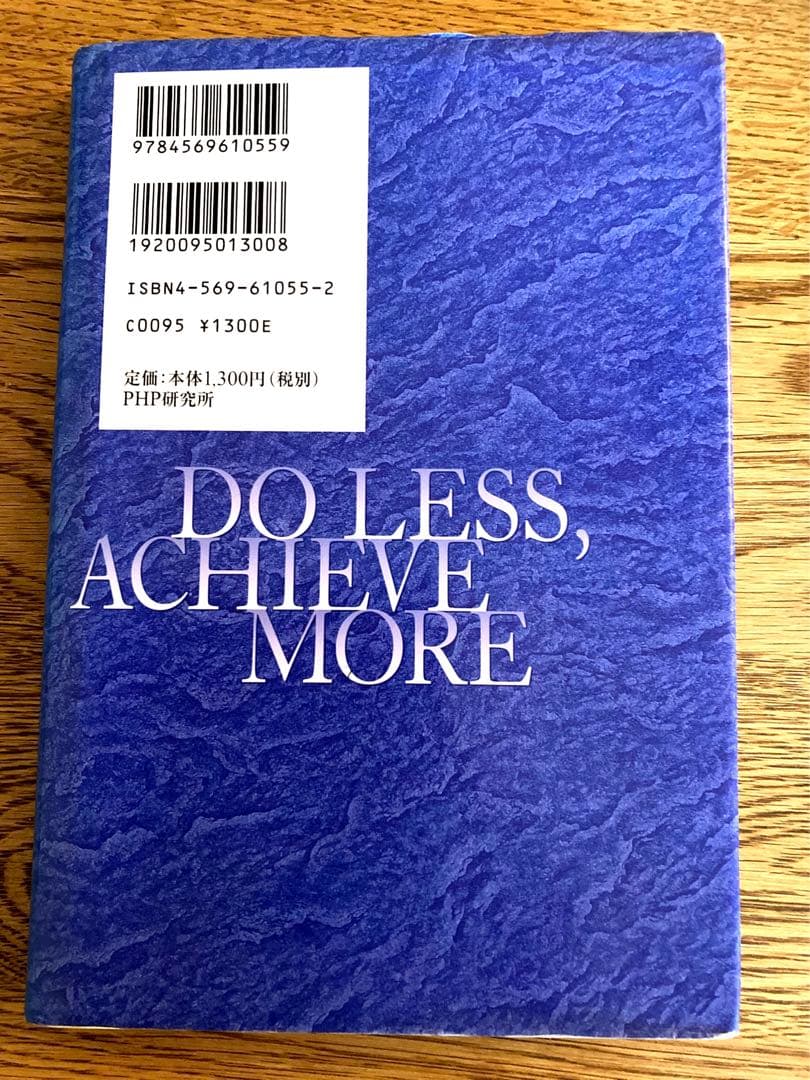 9784569610559
1920095013008
ISBN4-569-61055-2
C0095 ¥1300E
定価:本体1,300円(税別)
PHP研究所
DO LESS,
ACHIEVE
MORE